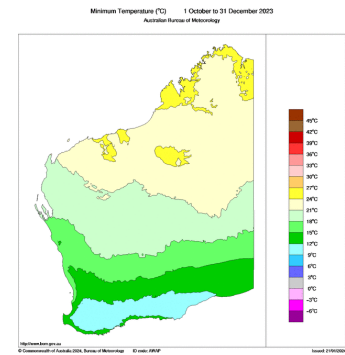 Minimum Temperature (°C) 1 October to 31 December 2023
Australian Bureau of Meteorology
45°C
42°C
39°C
36°C
33°C
30°C
27°C
24°C
21°C
18°C
15°C
12°C
9°C
6°C
3°C
0°C
-3°C
-6°C
http://www.bom.gov.au
© Commonwealth of Australia 2024, Bureau of Meteorology ID code: AWAP Issued: 21/01/2024